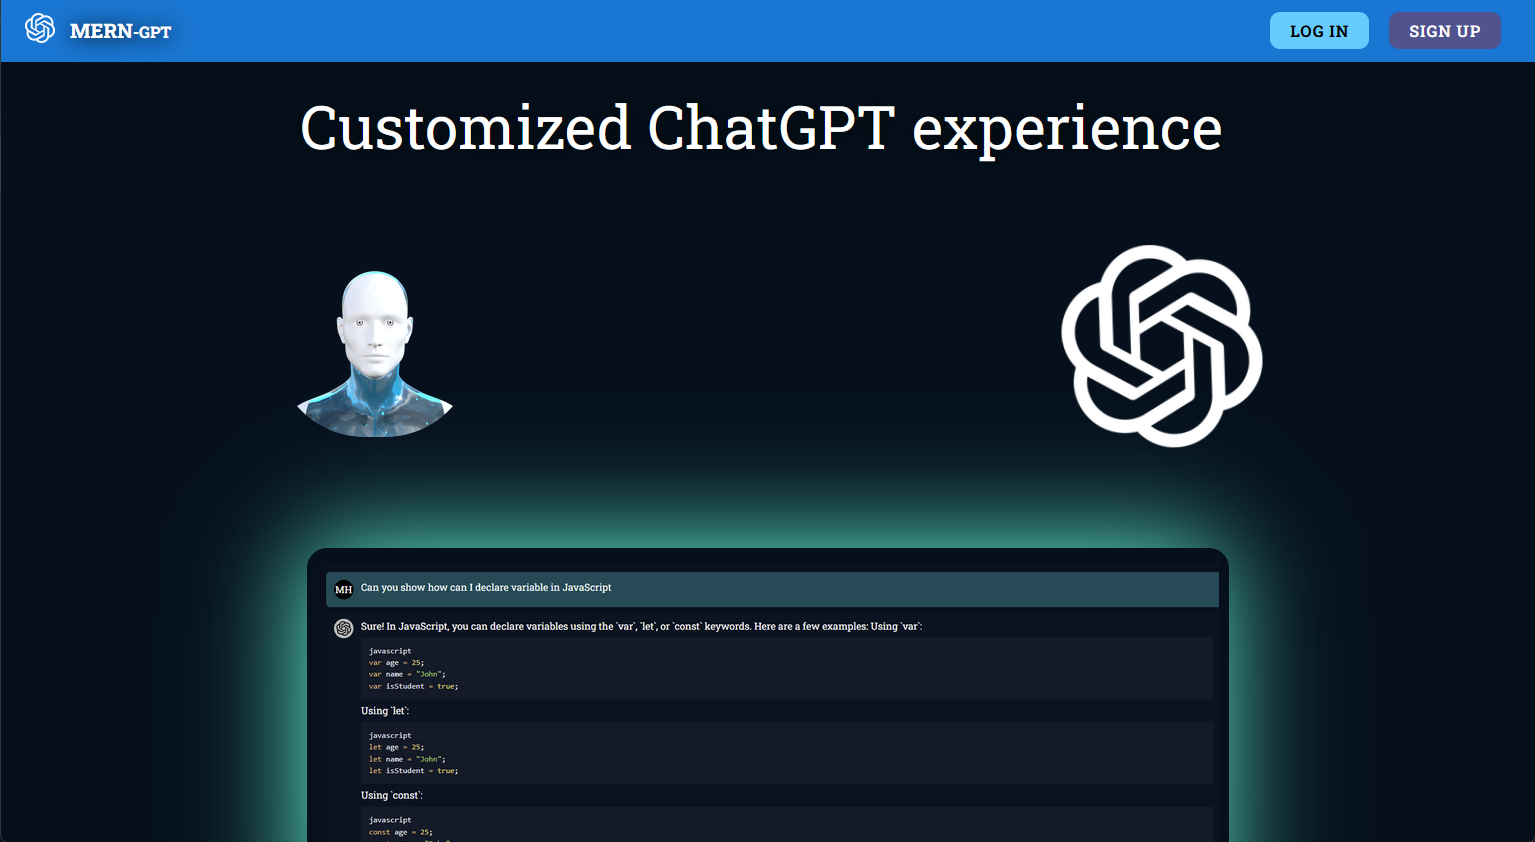 MERN-GPT
LOG IN
SIGN UP
Customized ChatGPT experience
MH
Can you show how can I declare variable in JavaScript
Sure! In JavaScript, you can declare variables using the `var`, `let`, or `const` keywords. Here are a few examples: Using `var`:
javascript
var age = 25;
var name = "John";
var isStudent = true;
Using `let`:
javascript
let age = 25;
let name = "John";
let isStudent = true;
Using `const`:
javascript
const age = 25;